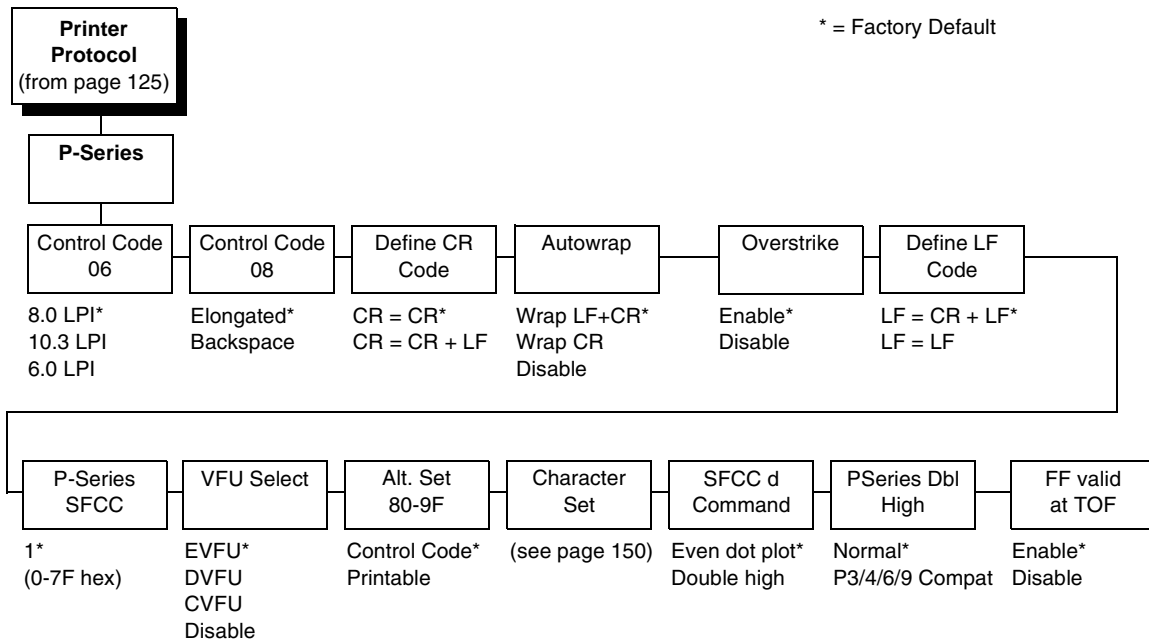 Printer
Protocol
(from page 125)
* = Factory Default
P-Series
Control Code
06
8.0 LPI*
10.3 LPI
6.0 LPI
Control Code
08
Elongated*
Backspace
Define CR
Code
CR = CR*
CR = CR + LF
Autowrap
Wrap LF+CR*
Wrap CR
Disable
Overstrike
Enable*
Disable
Define LF
Code
LF = CR + LF*
LF = LF
P-Series
SFCC
1*
(0-7F hex)
VFU Select
EVFU*
DVFU
CVFU
Disable
Alt. Set
80-9F
Control Code*
Printable
Character
Set
(see page 150)
SFCC d
Command
Even dot plot*
Double high
PSeries Dbl
High
Normal*
P3/4/6/9 Compat
FF valid
at TOF
Enable*
Disable